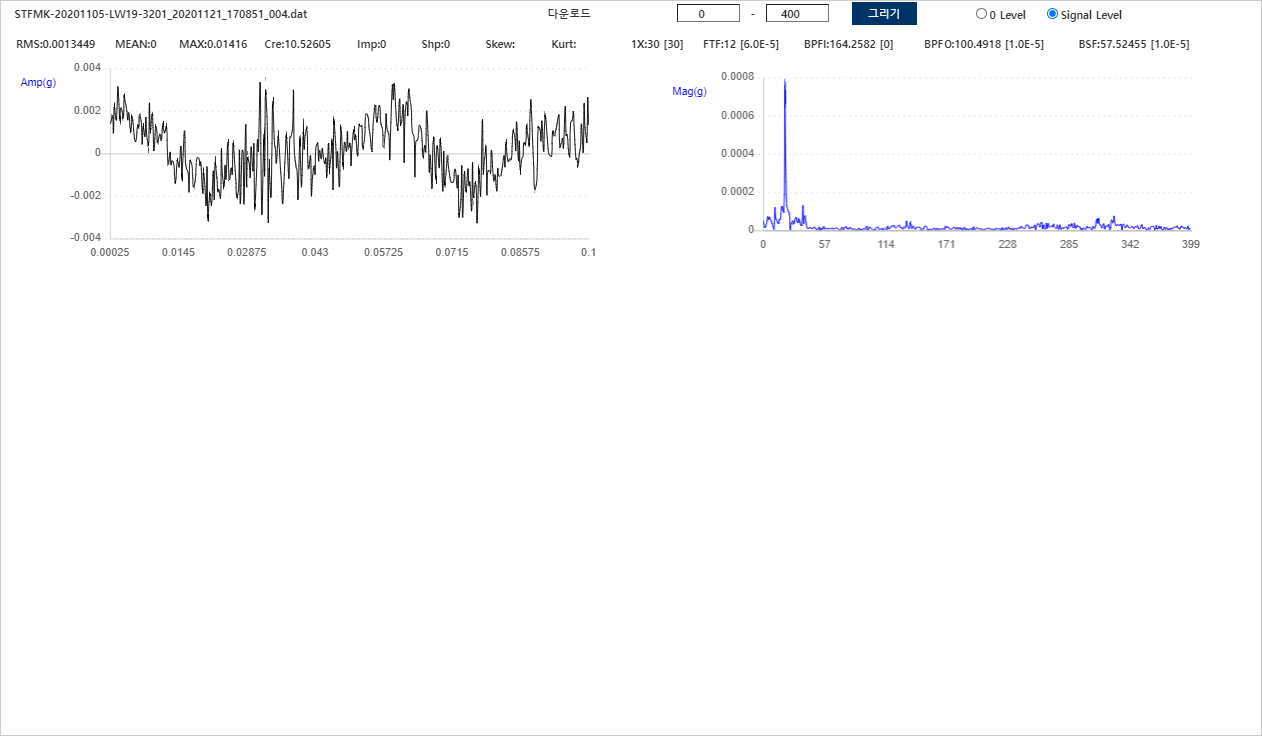 STFMK-20201105-LW19-3201_20201121_170851_004.dat 다운로드 0 - 400 그리기 0 Level Signal Level
RMS:0.0013449 MEAN:0 MAX:0.01416 Cre:10.52605 Imp:0 Shp:0 Skew: Kurt: 1X:30 [30] FTF:12 [6.0E-5] BPFI:164.2582 [0] BPFO:100.4918 [1.0E-5] BSF:57.52455 [1.0E-5]
Amp(g)
0.004
0.002
0
-0.002
-0.004
0.00025 0.0145 0.02875 0.043 0.05725 0.0715 0.08575 0.1
Mag(g)
0.0008
0.0006
0.0004
0.0002
0
0 57 114 171 228 285 342 399